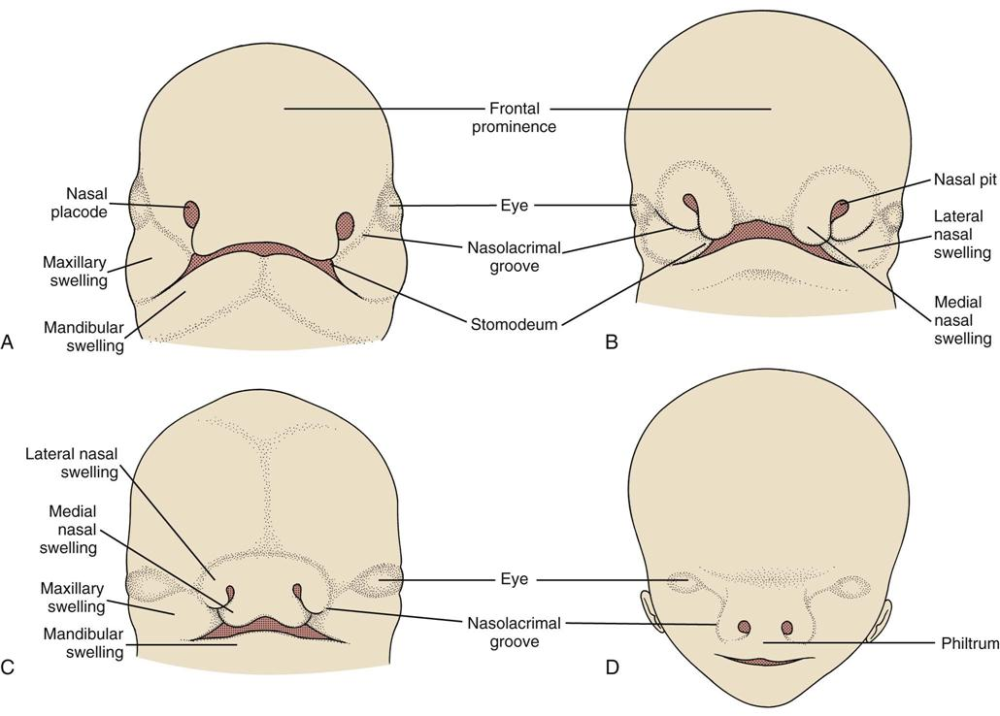 Frontal
prominence
Nasal
placode
Eye
Nasal pit
Lateral
nasal
swelling
Maxillary
swelling
Nasolacrimal
groove
Medial
nasal
swelling
Mandibular
swelling
Stomodeum
A
B
Lateral nasal
swelling
Medial
nasal
swelling
Maxillary
swelling
Eye
Mandibular
swelling
Nasolacrimal
groove
Philtrum
C
D